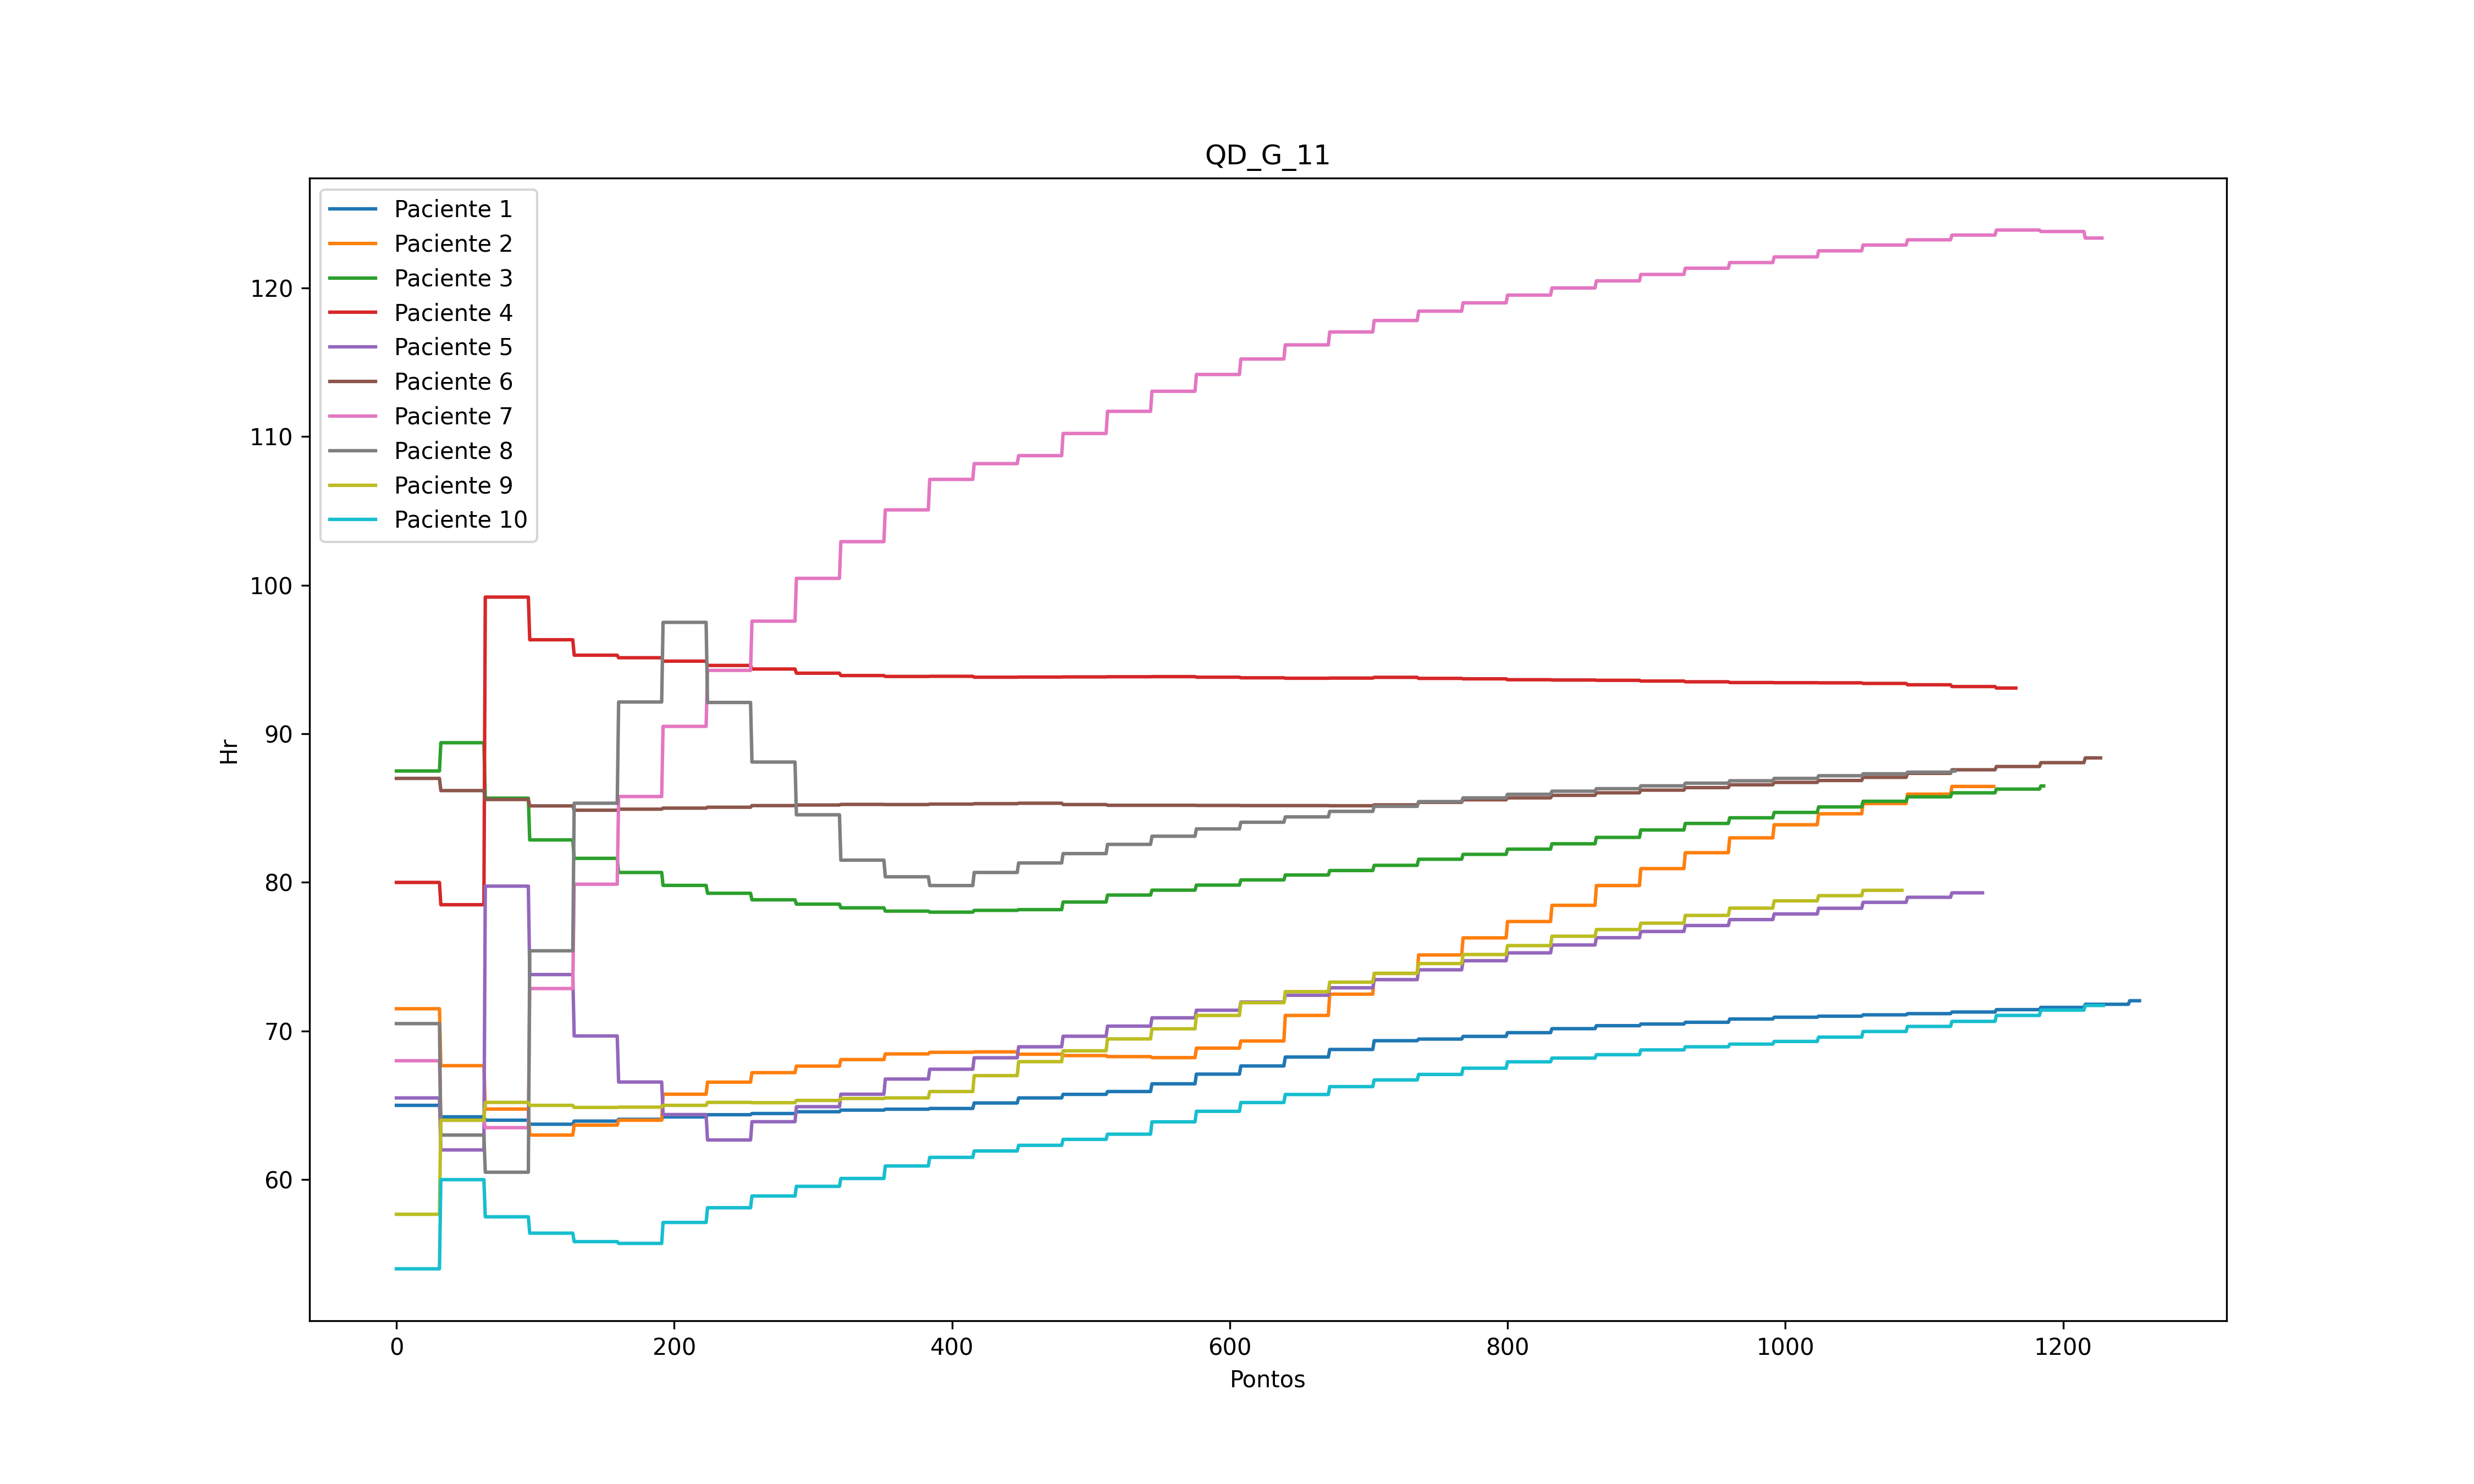 QD_G_11
Paciente 1
Paciente 2
Paciente 3
Paciente 4
Paciente 5
Paciente 6
Paciente 7
Paciente 8
Paciente 9
Paciente 10
120
110
100
90
80
70
60
Hr
0 200 400 600 800 1000 1200
Pontos